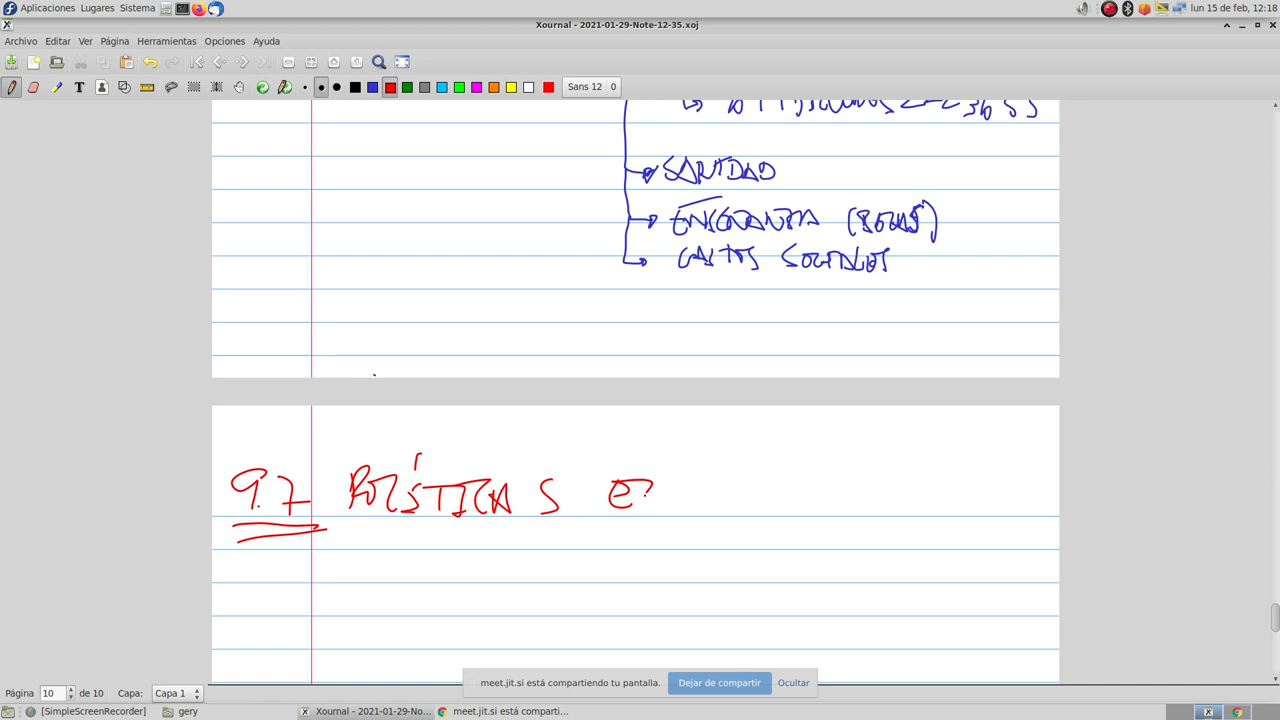 Aplicaciones Lugares Sistema lun 15 de feb, 12:18
Xournal - 2021-01-29-Note-12-35.xoj
Archivo Editar Ver Página Herramientas Opciones Ayuda
Sans 12 0
SANIDAD
ENSEÑANZA (BECAS)
GASTOS SOCIALES
9.7 POLÍTICAS
meet.jit.si está compartiendo tu pantalla. Dejar de compartir Ocultar
Página 10 de 10 Capa: Capa 1
[SimpleScreenRecorder] gery Xournal - 2021-01-29-No... meet.jit.si está comparti...